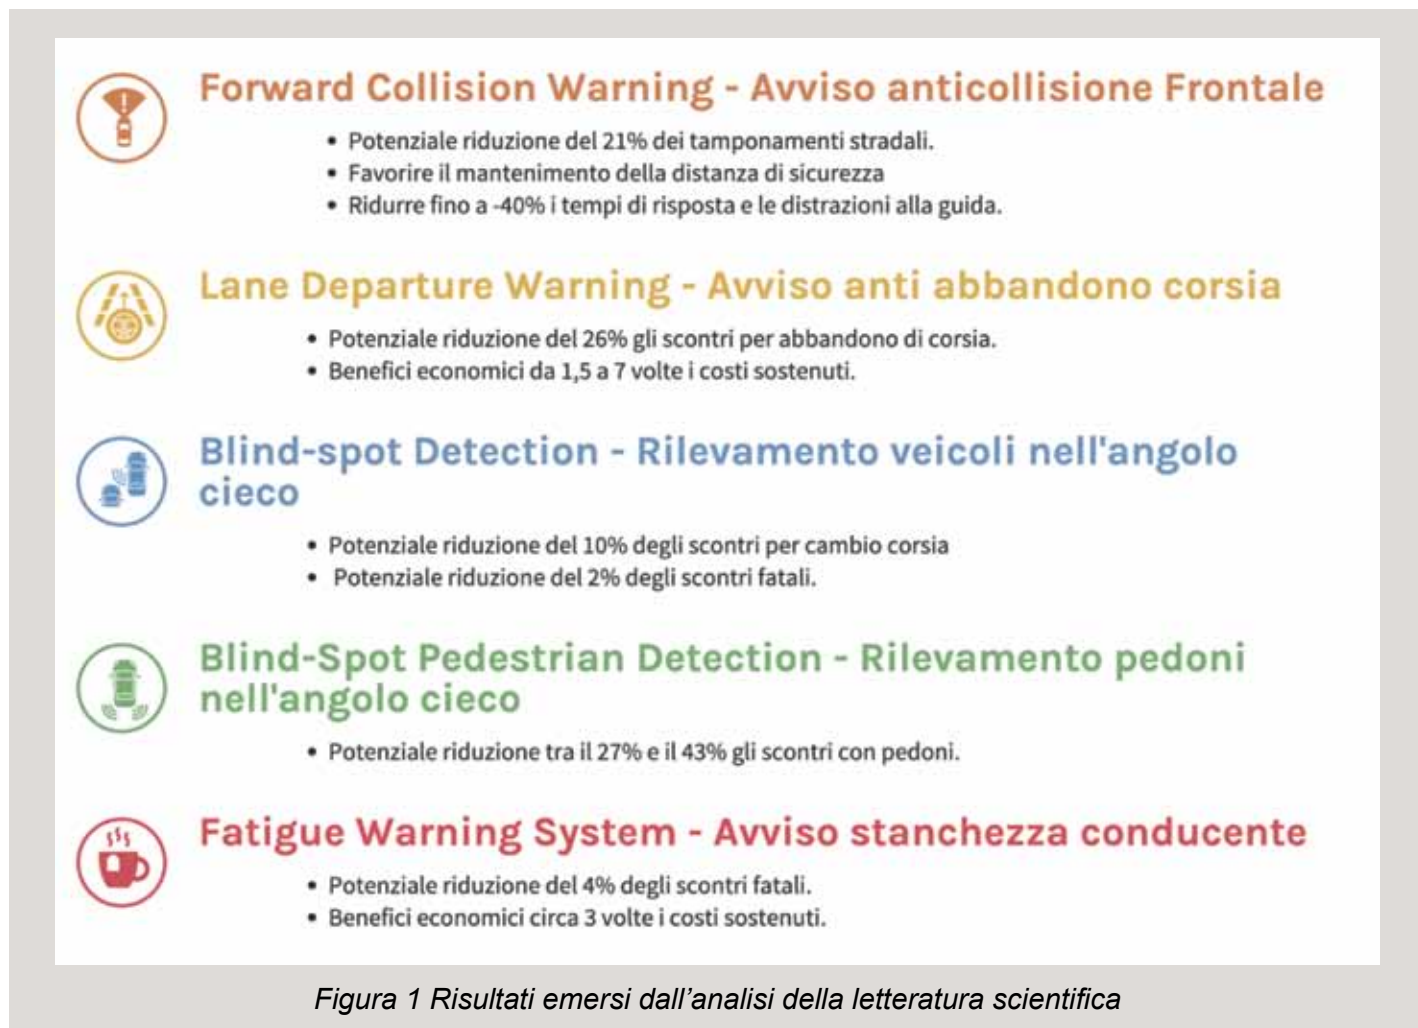 Forward Collision Warning - Avviso anticollisione Frontale
• Potenziale riduzione del 21% dei tamponamenti stradali.
• Favorire il mantenimento della distanza di sicurezza
• Ridurre fino a -40% i tempi di risposta e le distrazioni alla guida.
Lane Departure Warning - Avviso anti abbandono corsia
• Potenziale riduzione del 26% gli scontri per abbandono di corsia.
• Benefici economici da 1,5 a 7 volte i costi sostenuti.
Blind-spot Detection - Rilevamento veicoli nell'angolo
cieco
• Potenziale riduzione del 10% degli scontri per cambio corsia
• Potenziale riduzione del 2% degli scontri fatali.
Blind-Spot Pedestrian Detection - Rilevamento pedoni
nell'angolo cieco
• Potenziale riduzione tra il 27% e il 43% gli scontri con pedoni.
Fatigue Warning System - Avviso stanchezza conducente
• Potenziale riduzione del 4% degli scontri fatali.
• Benefici economici circa 3 volte i costi sostenuti.
Figura 1 Risultati emersi dall’analisi della letteratura scientifica